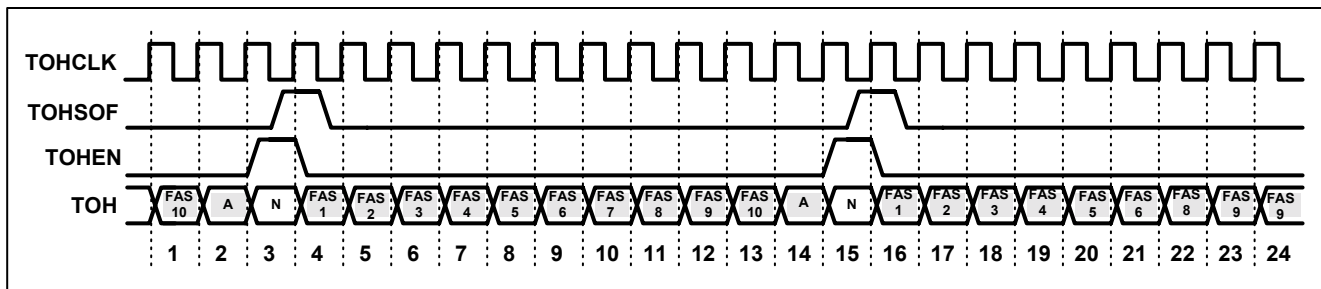 TOHCLK
TOHSOF
TOHEN
TOH FAS 10 A N FAS 1 FAS 2 FAS 3 FAS 4 FAS 5 FAS 6 FAS 7 FAS 8 FAS 9 FAS 10 A N FAS 1 FAS 2 FAS 3 FAS 4 FAS 5 FAS 6 FAS 8 FAS 9 FAS 9
1 2 3 4 5 6 7 8 9 10 11 12 13 14 15 16 17 18 19 20 21 22 23 24